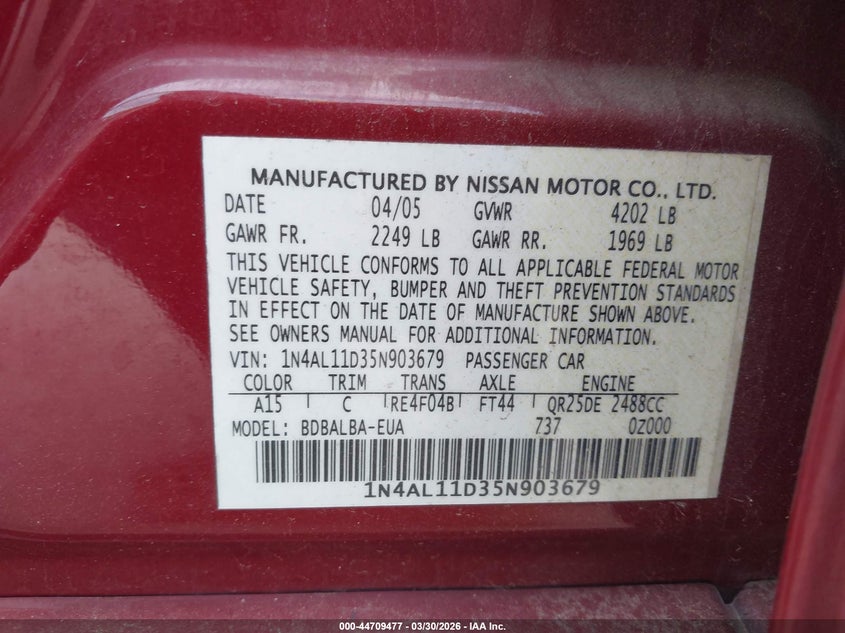 MANUFACTURED BY NISSAN MOTOR CO., LTD.
DATE 04/05 GVWR 4202 LB
GAWR FR. 2249 LB GAWR RR. 1969 LB
THIS VEHICLE CONFORMS TO ALL APPLICABLE FEDERAL MOTOR
VEHICLE SAFETY, BUMPER AND THEFT PREVENTION STANDARDS
IN EFFECT ON THE DATE OF MANUFACTURE SHOWN ABOVE.
SEE OWNERS MANUAL FOR ADDITIONAL INFORMATION.
VIN: 1N4AL11D35N903679 PASSENGER CAR
COLOR TRIM TRANS AXLE ENGINE
A15 C RE4F04B FT44 QR25DE 2488CC
MODEL: BDBALBA-EUA 737 0Z000
1N4AL11D35N903679
000-44709477 — 03/30/2026 — IAA Inc.